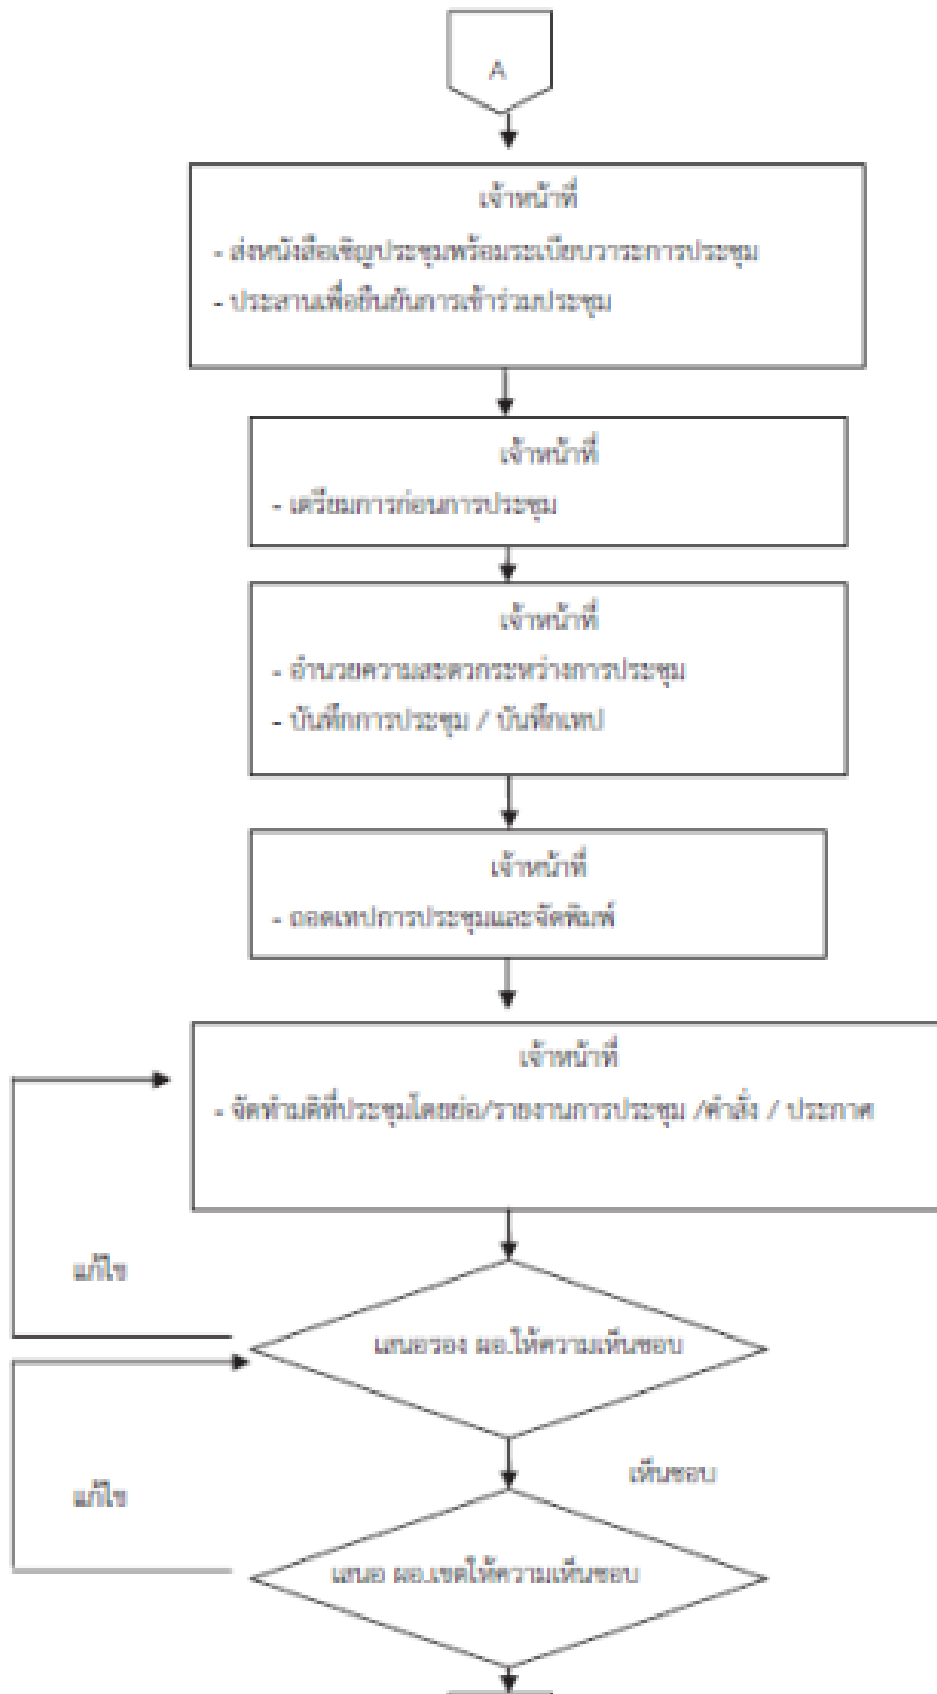 A
เจ้าหน้าที่
- ส่งหนังสือเชิญประชุมพร้อมระเบียบวาระการประชุม
- ประสานเพื่อยืนยันการเข้าร่วมประชุม
เจ้าหน้าที่
- เตรียมการก่อนการประชุม
เจ้าหน้าที่
- อำนวยความสะดวกระหว่างการประชุม
- บันทึกการประชุม / บันทึกเทป
เจ้าหน้าที่
- ถอดเทปการประชุมและจัดพิมพ์
เจ้าหน้าที่
- จัดทำมติที่ประชุมโดยย่อ/รายงานการประชุม /คำสั่ง / ประกาศ
แก้ไข
เสนอรอง ผอ.ให้ความเห็นชอบ
เห็นชอบ
แก้ไข
เสนอ ผอ.เขตให้ความเห็นชอบ